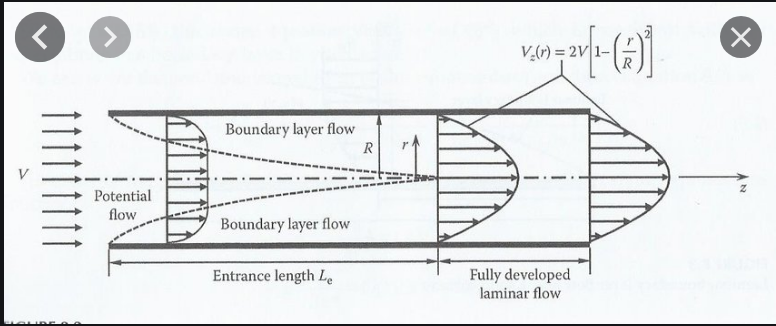 V_z(r) = 2V[1-(r/R)^2]
Boundary layer flow
R
r
V
Potential
flow
z
Boundary layer flow
Entrance length L_e
Fully developed
laminar flow